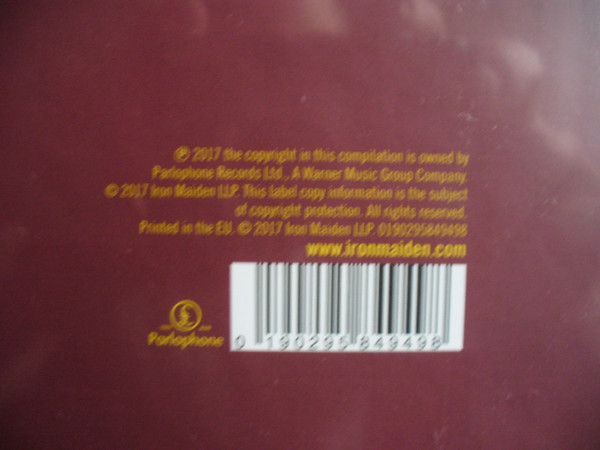 ℗ 2017 the copyright in this compilation is owned by
Parlophone Records Ltd., A Warner Music Group Company.
© 2017 Iron Maiden LLP. This label copy information is the subject
of copyright protection. All rights reserved.
Printed in the EU. © 2017 Iron Maiden LLP. 0190295849498
www.ironmaiden.com
Parlophone
0 190295 849498